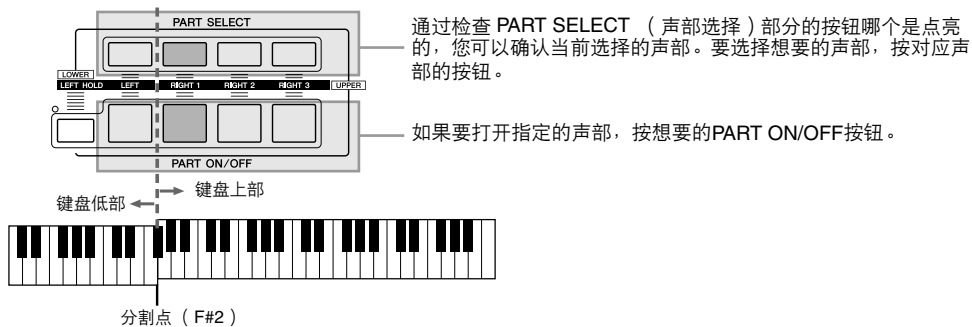 PART SELECT
通过检查 PART SELECT （声部选择）部分的按钮哪个是点亮
的，您可以确认当前选择的声部。要选择想要的声部，按对应声
部的按钮。
LOWER
LEFT HOLD LEFT RIGHT 1 RIGHT 2 RIGHT 3 UPPER
如果要打开指定的声部，按想要的PART ON/OFF按钮。
PART ON/OFF
键盘上部
键盘低部
分割点（F#2）